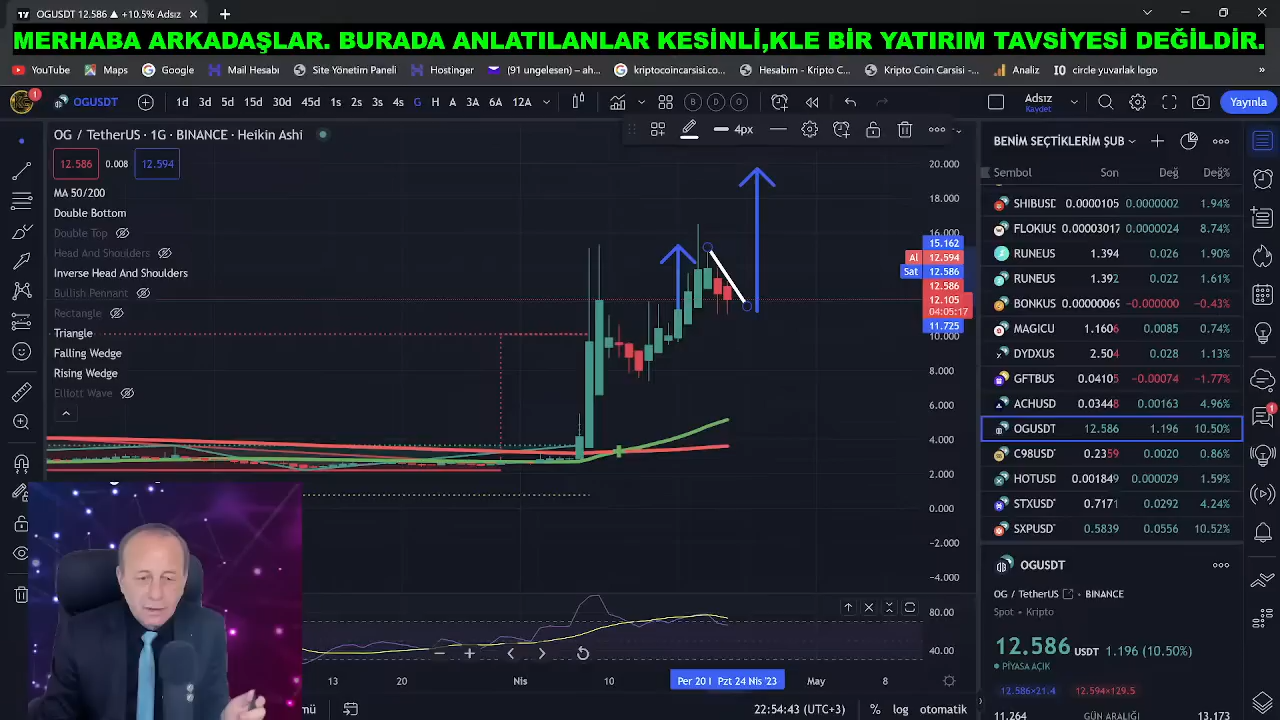 OGUSDT 12.586 ▲ +10.5% Adsız
MERHABA ARKADAŞLAR. BURADA ANLATILANLAR KESİNLİ,KLE BİR YATIRIM TAVSİYESİ DEĞİLDİR.
YouTube Maps Google Mail Hesabı Site Yönetim Paneli Hostinger (91 ungelesen) – ah... kriptocoincarsisi.co... Hesabım - Kripto C... Kripto Coin Carsisi -... Analiz IO circle yuvarlak logo »
1 OGUSDT 1d 3d 5d 15d 30d 45d 1s 2s 3s 4s G H A 3A 6A 12A B D O Adsız Kaydet Yayınla
OG / TetherUS · 1G · BINANCE · Heikin Ashi
4px
12.586 0.008 12.594
MA 50/200
Double Bottom
Double Top
Head And Shoulders
Inverse Head And Shoulders
Bullish Pennant
Rectangle
Triangle
Falling Wedge
Rising Wedge
Elliott Wave
20.000
18.000
16.000
15.162
Al 12.594
Sat 12.586
12.586
12.105
04:05:17
11.725
10.000
8.000
6.000
4.000
2.000
0.000
−2.000
−4.000
80.00
40.00
13 20 Nis 10 Per 20 Pzt 24 Nis '23 May 8
mü 22:54:43 (UTC+3) % log otomatik
BENİM SEÇTİKLERİM ŞUB
Sembol Son Değ Değ%
SHIBUSD 0.0000105 0.0000002 1.94%
FLOKIUS 0.00003017 0.0000024 8.74%
RUNEUS 1.394 0.026 1.90%
RUNEUS 1.392 0.022 1.61%
BONKUS 0.00000069 −0.000000 −0.43%
MAGICU 1.1606 0.0085 0.74%
DYDXUS 2.504 0.028 1.13%
GFTBUS 0.04105 −0.00074 −1.77%
ACHUSD 0.03448 0.00163 4.96%
OGUSDT 12.586 1.196 10.50%
C98USD 0.2359 0.0020 0.86%
HOTUSD 0.001849 0.000029 1.59%
STXUSD 0.7171 0.0292 4.24%
SXPUSD 0.5839 0.0556 10.52%
1
OGUSDT
OG / TetherUS · BINANCE
Spot • Kripto
12.586 USDT 1.196 (10.50%)
PİYASA AÇIK
12.586×21.4 12.594×129.5
11.264 GÜN ARALIĞI 13.173